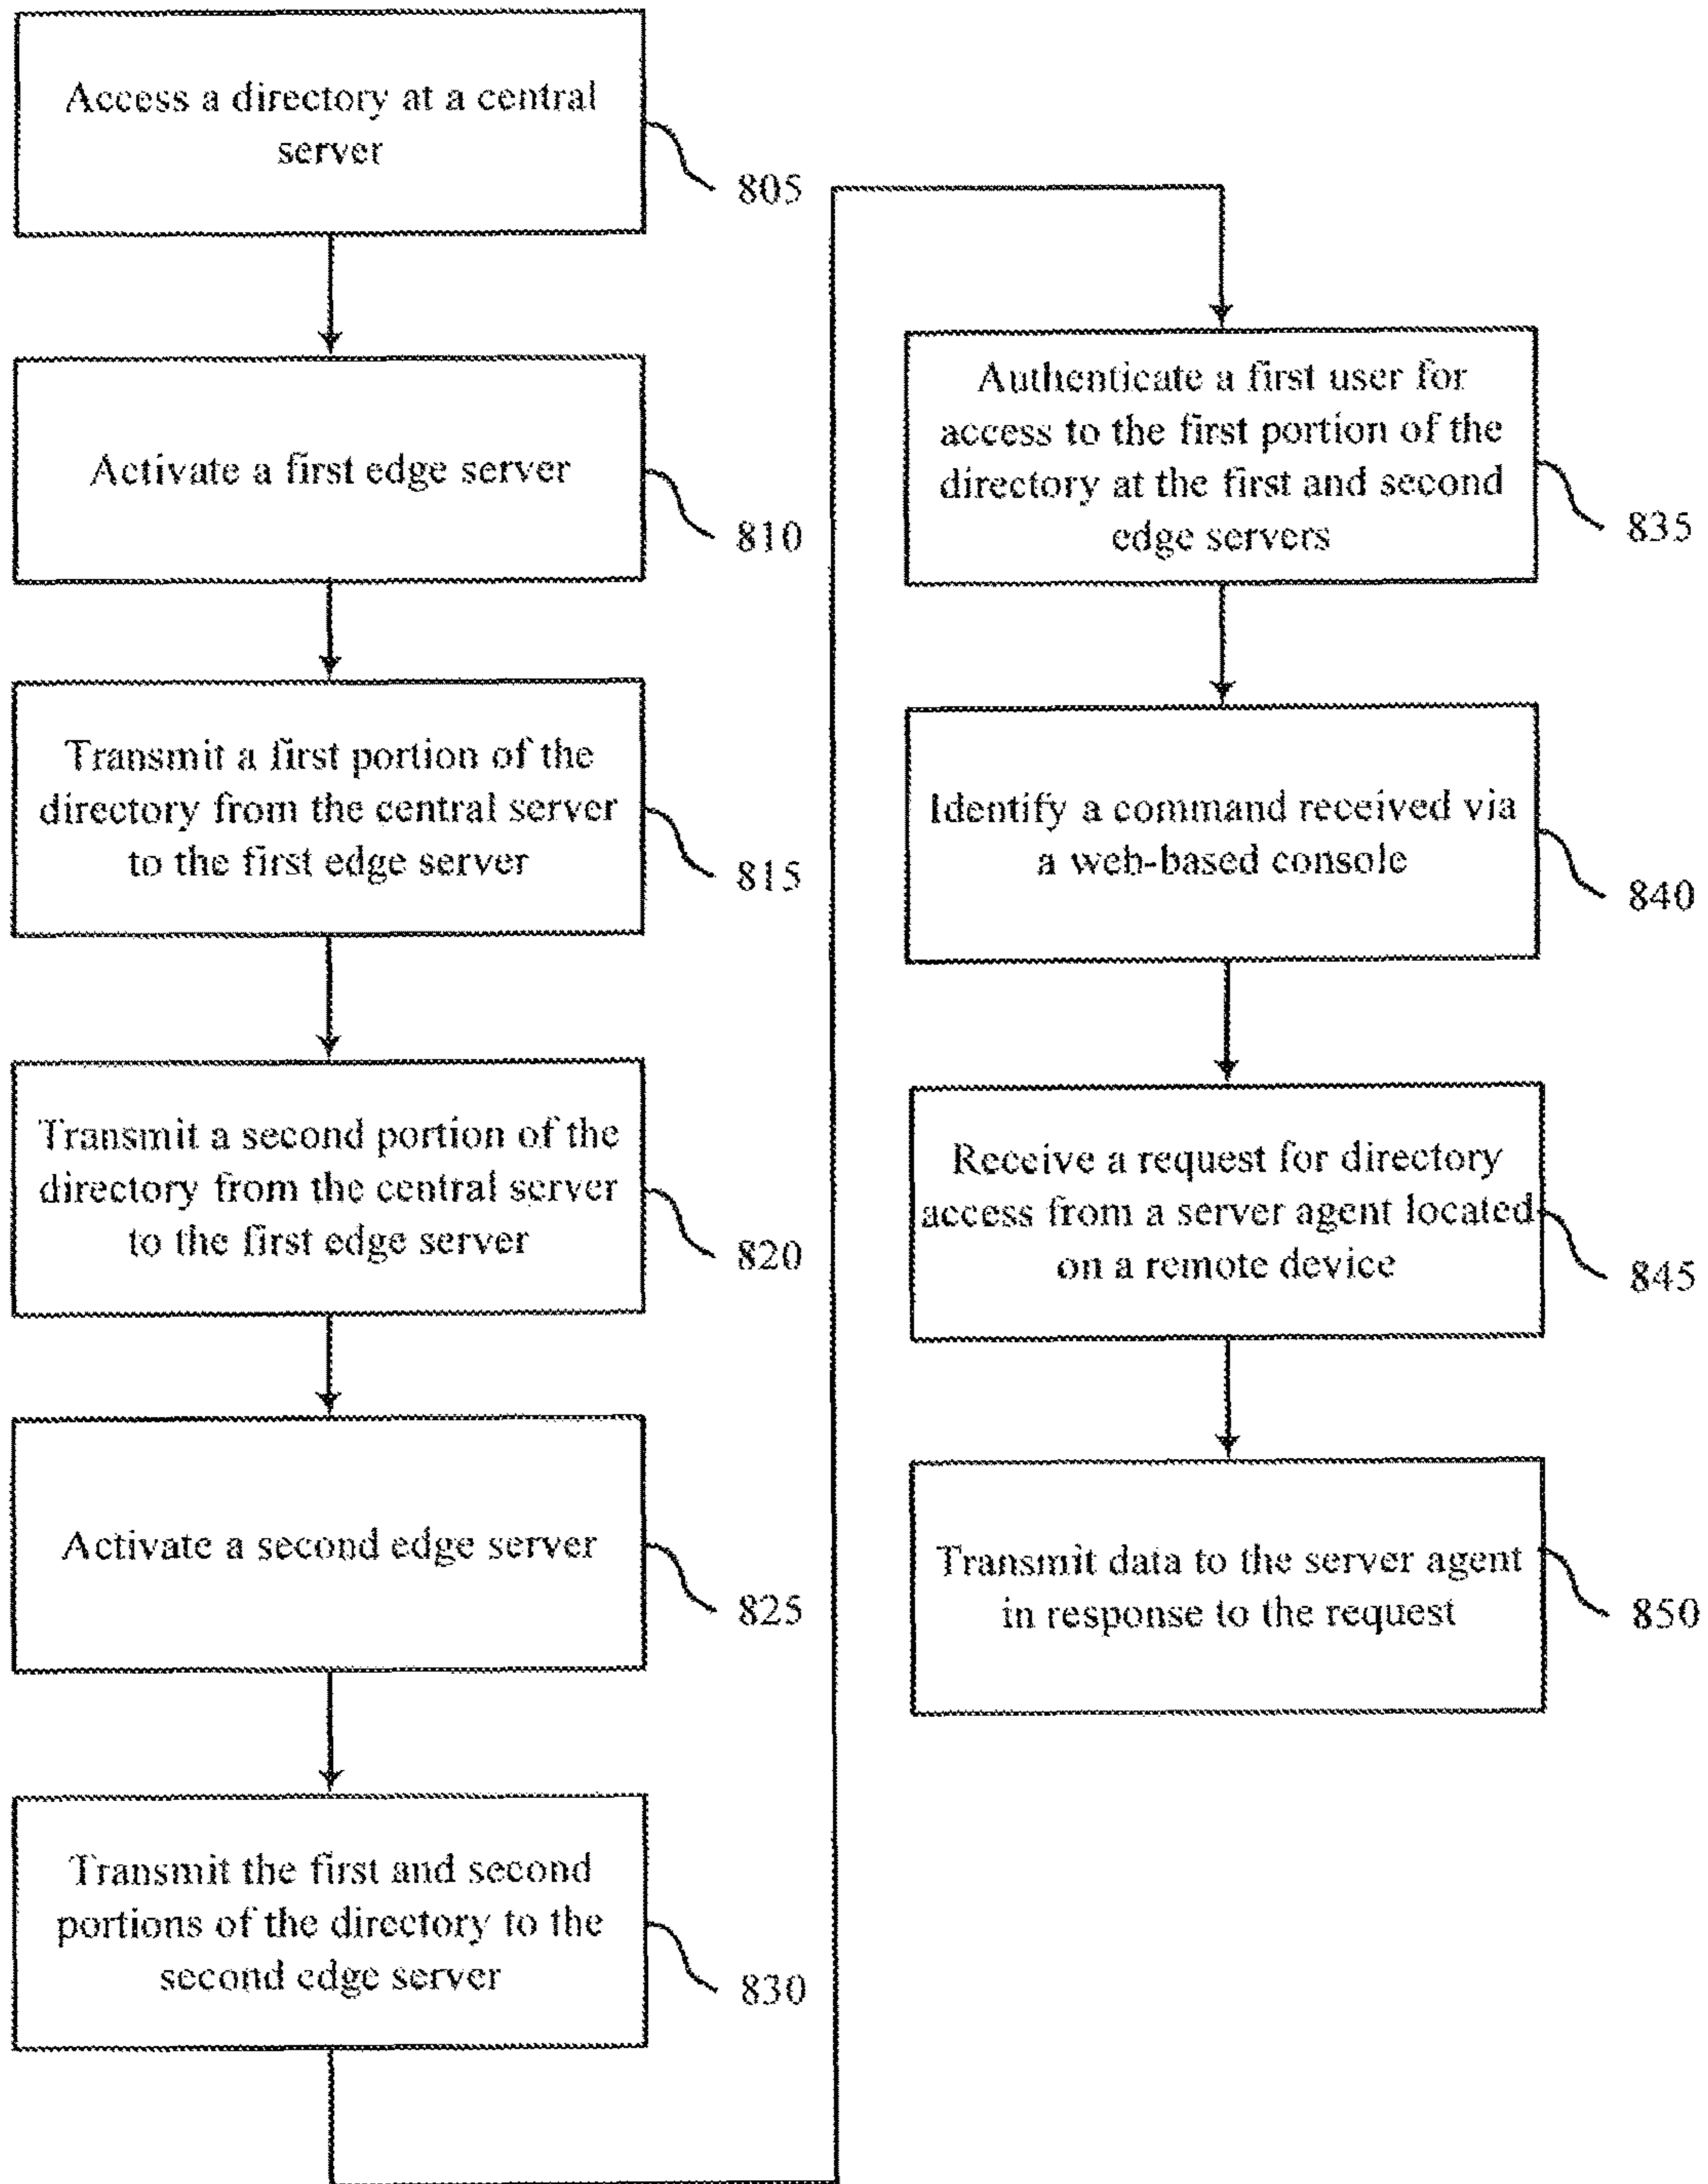 Access a directory at a central
server
805
Activate a first edge server
810
Transmit a first portion of the
directory from the central server
to the first edge server
815
Transmit a second portion of the
directory from the central server
to the first edge server
820
Activate a second edge server
825
Transmit the first and second
portions of the directory to the
second edge server
830
Authenticate a first user for
access to the first portion of the
directory at the first and second
edge servers
835
Identify a command received via
a web-based console
840
Receive a request for directory
access from a server agent located
on a remote device
845
Transmit data to the server agent
in response to the request
850